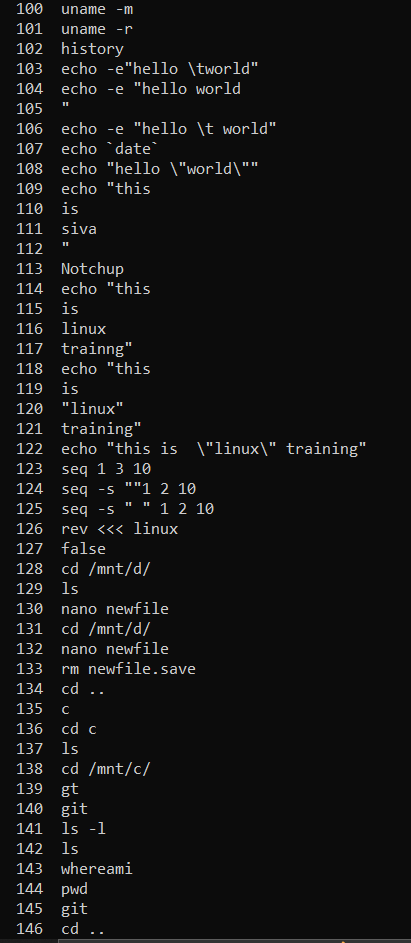 100 uname -m
101 uname -r
102 history
103 echo -e"hello \tworld"
104 echo -e "hello world
105 "
106 echo -e "hello \t world"
107 echo `date`
108 echo "hello \"world\""
109 echo "this
110 is
111 siva
112 "
113 Notchup
114 echo "this
115 is
116 linux
117 trainng"
118 echo "this
119 is
120 "linux"
121 training"
122 echo "this is  \"linux\" training"
123 seq 1 3 10
124 seq -s ""1 2 10
125 seq -s " " 1 2 10
126 rev <<< linux
127 false
128 cd /mnt/d/
129 ls
130 nano newfile
131 cd /mnt/d/
132 nano newfile
133 rm newfile.save
134 cd ..
135 c
136 cd c
137 ls
138 cd /mnt/c/
139 gt
140 git
141 ls -l
142 ls
143 whereami
144 pwd
145 git
146 cd ..